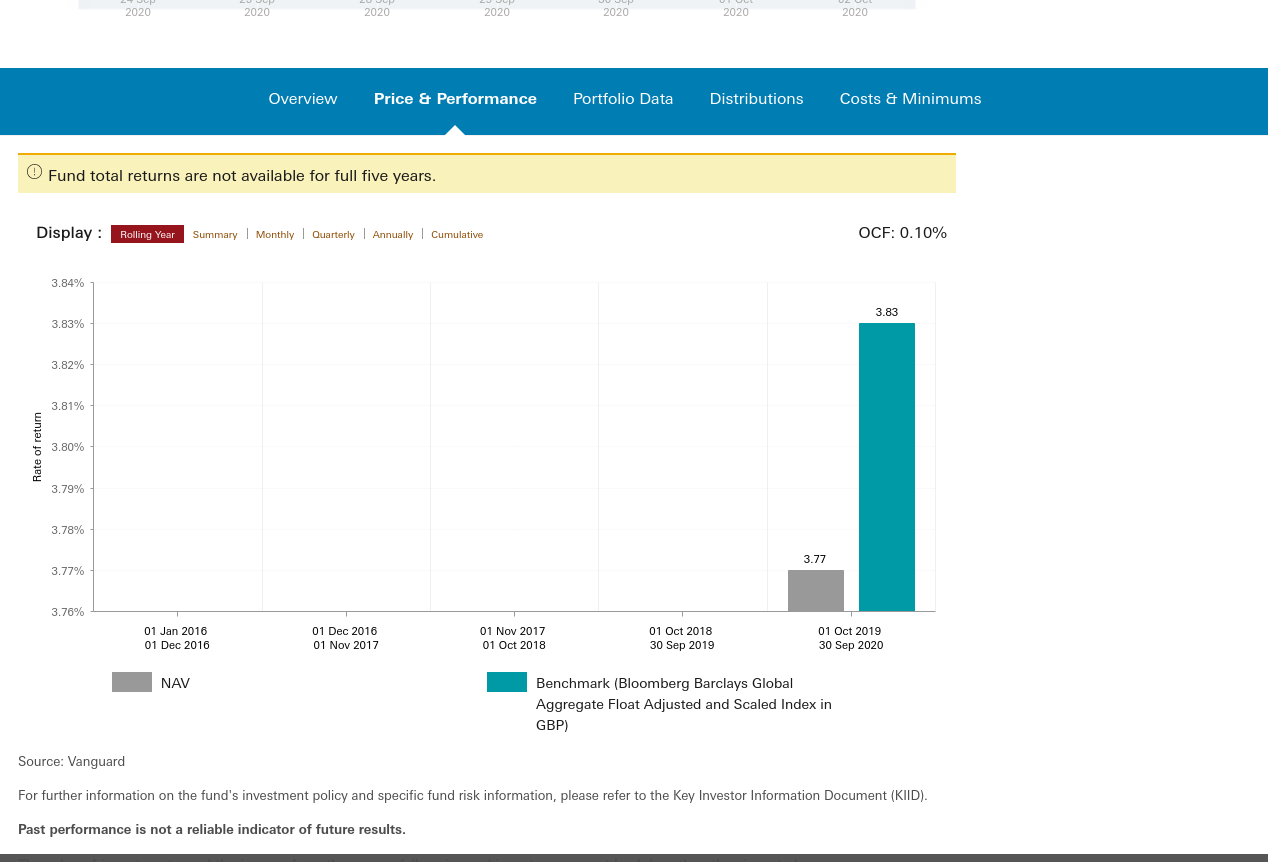 24 Sep 25 Sep 28 Sep 29 Sep 30 Sep 01 Oct 02 Oct
2020 2020 2020 2020 2020 2020 2020
Overview Price & Performance Portfolio Data Distributions Costs & Minimums
Fund total returns are not available for full five years.
Display : Rolling Year Summary Monthly Quarterly Annually Cumulative OCF: 0.10%
3.84%
3.83
3.83%
3.82%
3.81%
3.80%
Rate of return
3.79%
3.78%
3.77
3.77%
3.76%
01 Jan 2016 01 Dec 2016 01 Nov 2017 01 Oct 2018 01 Oct 2019
01 Dec 2016 01 Nov 2017 01 Oct 2018 30 Sep 2019 30 Sep 2020
NAV
Benchmark (Bloomberg Barclays Global
Aggregate Float Adjusted and Scaled Index in
GBP)
Source: Vanguard
For further information on the fund's investment policy and specific fund risk information, please refer to the Key Investor Information Document (KIID).
Past performance is not a reliable indicator of future results.